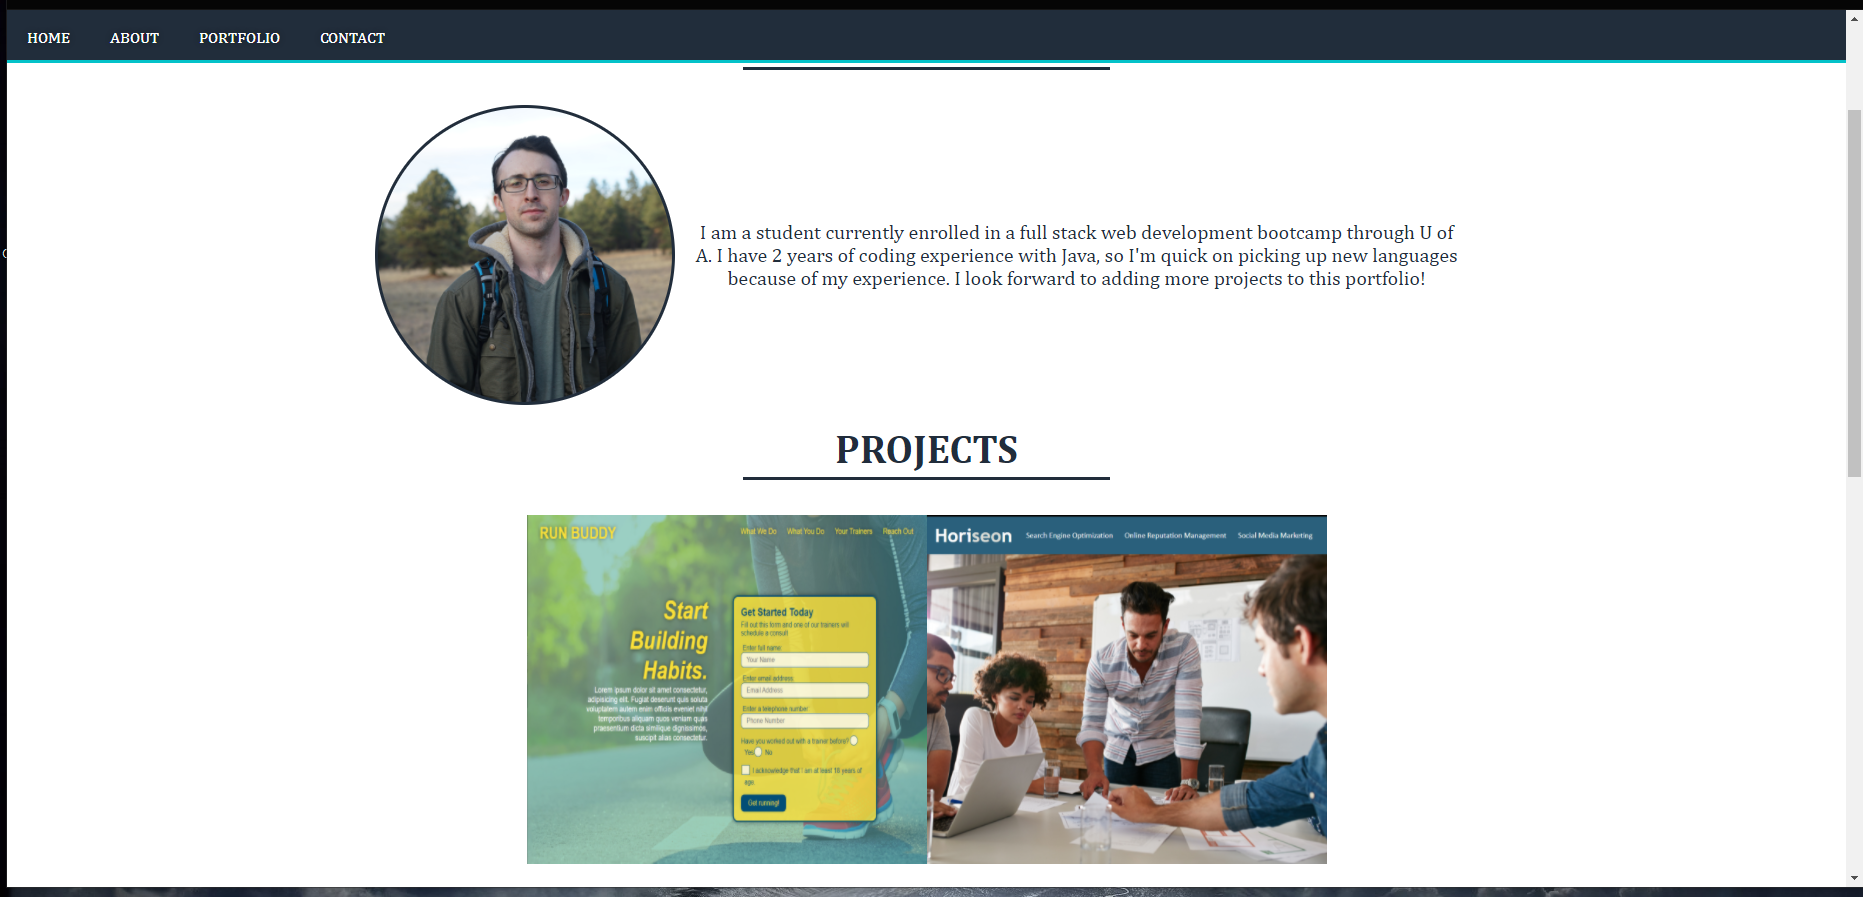 HOME ABOUT PORTFOLIO CONTACT
I am a student currently enrolled in a full stack web development bootcamp through U of
A. I have 2 years of coding experience with Java, so I'm quick on picking up new languages
because of my experience. I look forward to adding more projects to this portfolio!
PROJECTS
RUN BUDDY What We Do What You Do Your Trainers Reach Out
Start
Building
Habits.
Lorem ipsum dolor sit amet consectetur,
adipisicing elit. Fugiat deserunt quis soluta
voluptatem autem enim officiis eveniet nihil
temporibus aliquam quos veniam quas
praesentium dicta similique dignissimos,
suscipit alias consectetur.
Get Started Today
Fill out this form and one of our trainers will
schedule a consult
Enter full name
Your Name
Enter email address
Email Address
Enter a telephone number
Phone Number
Have you worked out with a trainer before?
Yes No
I acknowledge that I am at least 18 years of
age.
Get running!
Horiseon Search Engine Optimization Online Reputation Management Social Media Marketing